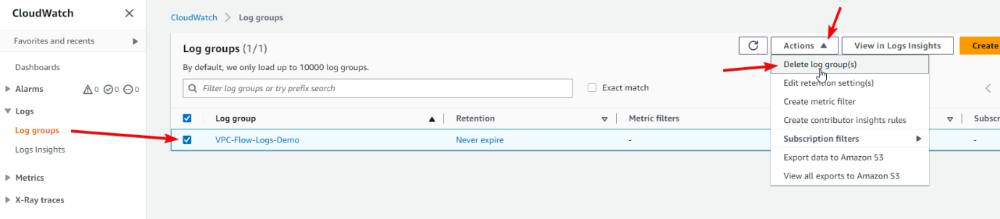 CloudWatch
Favorites and recents
Dashboards
Alarms 0 0 0
Logs
Log groups
Logs Insights
Metrics
X-Ray traces
CloudWatch Log groups
Log groups (1/1)
By default, we only load up to 10000 log groups.
Filter log groups or try prefix search
Exact match
Actions
View in Logs Insights
Create
Delete log group(s)
Edit retention setting(s)
Create metric filter
Create contributor insights rules
Subscription filters
Export data to Amazon S3
View all exports to Amazon S3
Log group Retention Metric filters Subsc
VPC-Flow-Logs-Demo Never expire - -